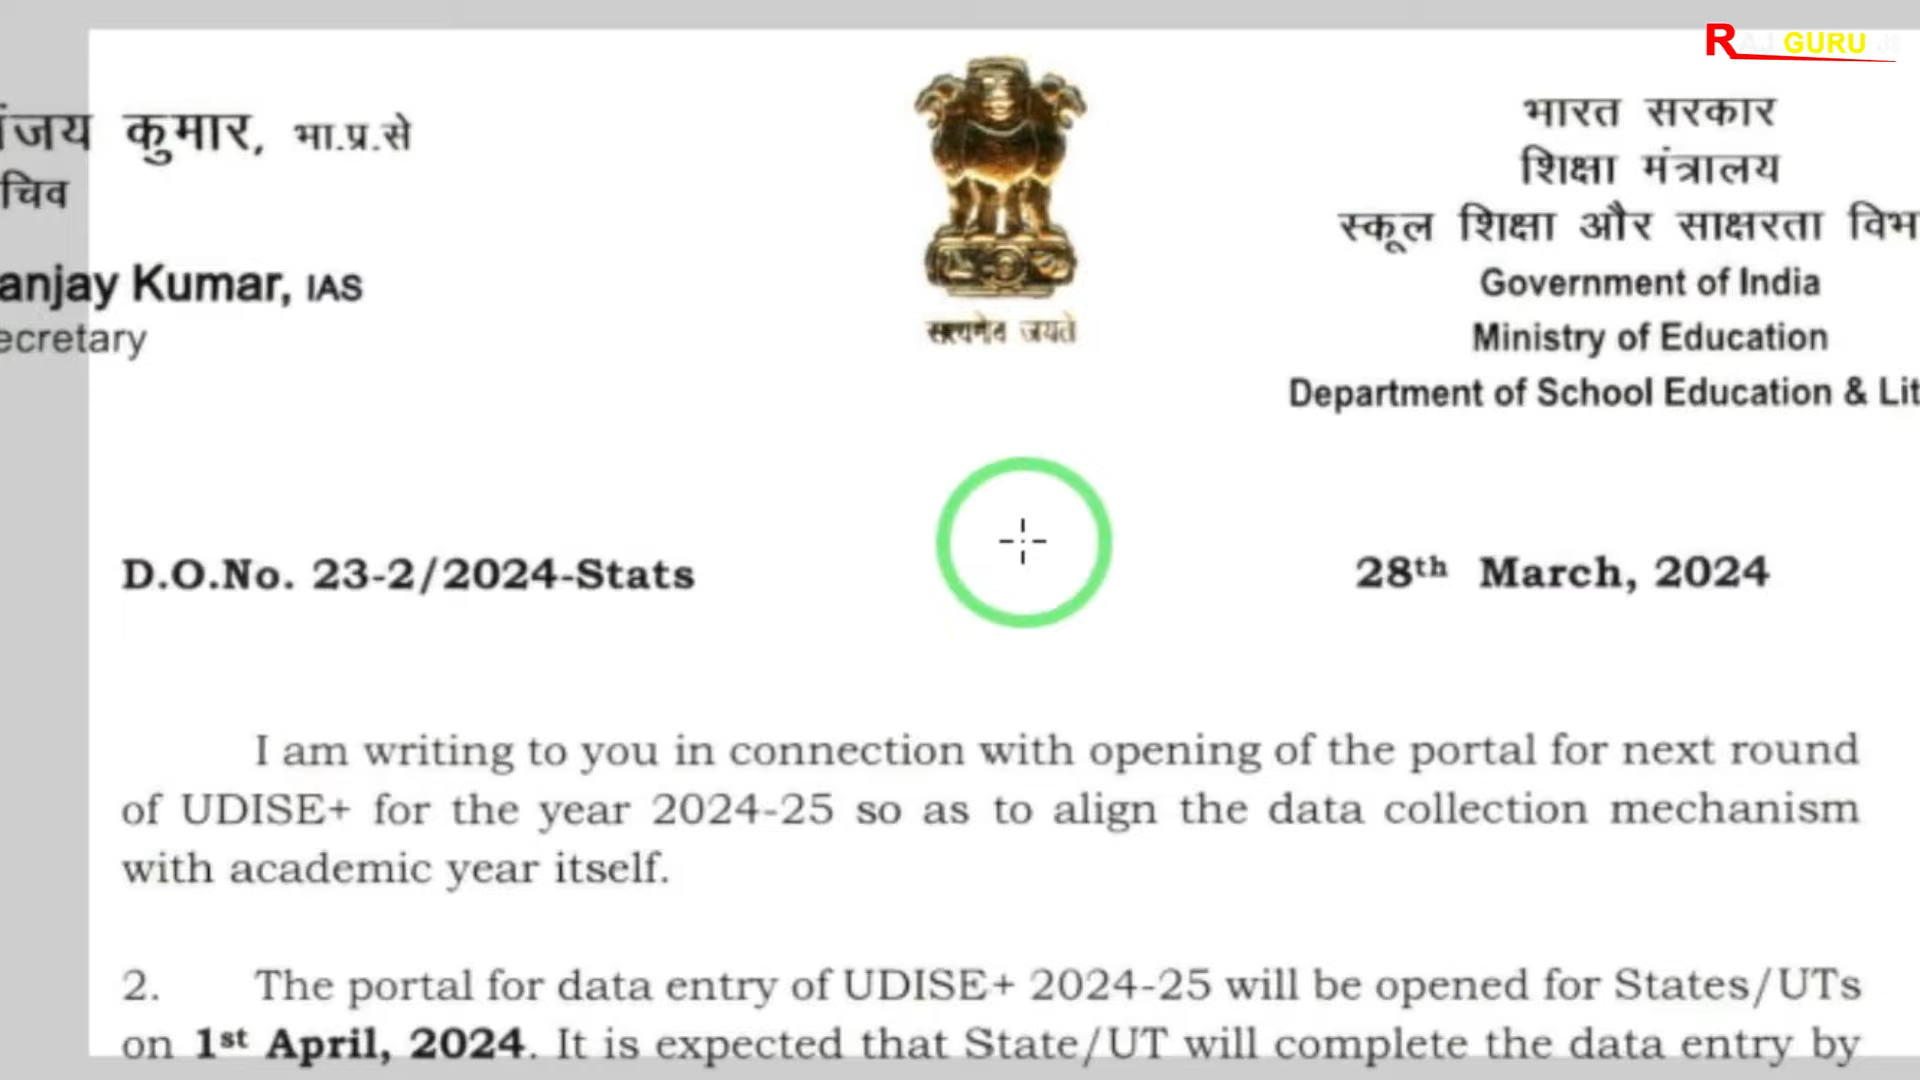 RAJ GURU
ंजय कुमार, भा.प्र.से
चिव
anjay Kumar, IAS
ecretary
सत्यमेव जयते
भारत सरकार
शिक्षा मंत्रालय
स्कूल शिक्षा और साक्षरता विभ
Government of India
Ministry of Education
Department of School Education & Lit
D.O.No. 23-2/2024-Stats
28th March, 2024
I am writing to you in connection with opening of the portal for next round
of UDISE+ for the year 2024-25 so as to align the data collection mechanism
with academic year itself.
2. The portal for data entry of UDISE+ 2024-25 will be opened for States/UTs
on 1st April, 2024. It is expected that State/UT will complete the data entry by